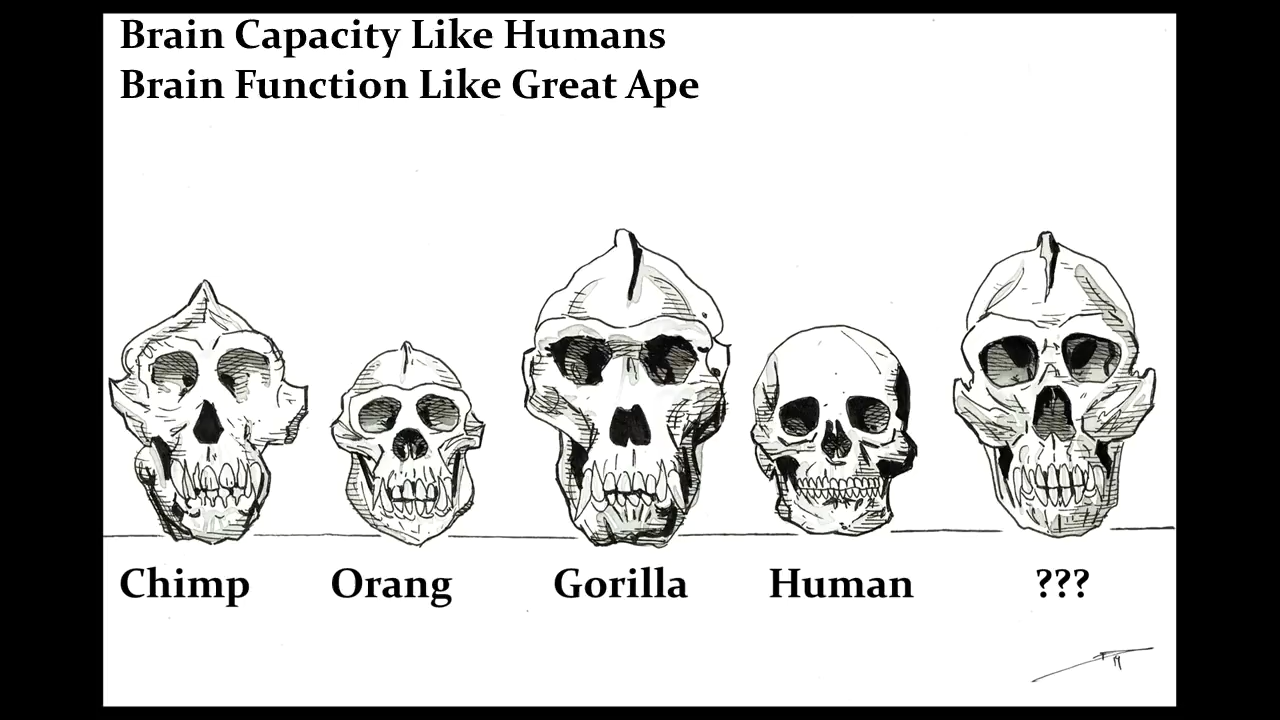 Brain Capacity Like Humans
Brain Function Like Great Ape
Chimp Orang Gorilla Human ???